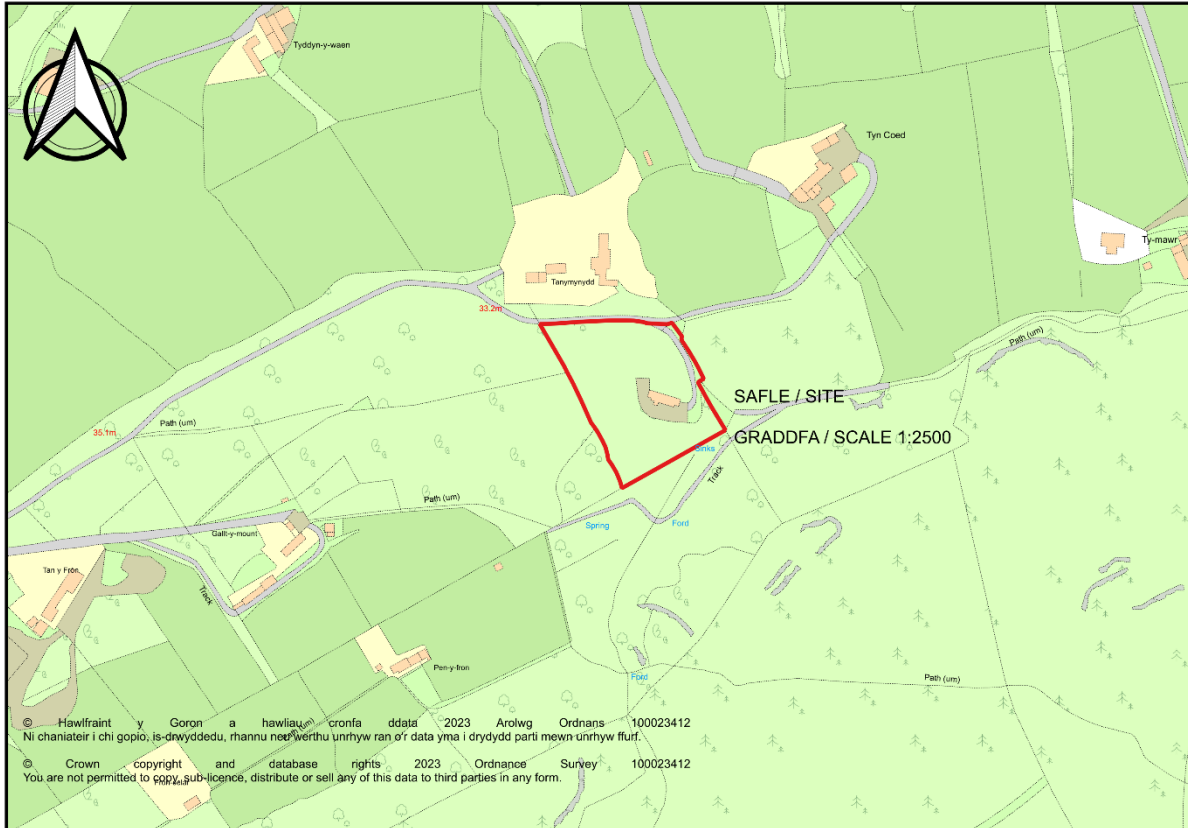 Tyddyn-y-waen
Tyn Coed
Ty-mawr
Tanymynydd
33.2m
Path (um)
SAFLE / SITE
35.1m
Path (um)
GRADDFA / SCALE 1:2500
Sinks
Track
Path (um)
Spring
Ford
Gallt-y-mount
Tan y Fron
Track
Pen-y-fron
Ford
Path (um)
© Hawlfraint y Goron a hawliau cronfa ddata 2023 Arolwg Ordnans 100023412
Ni chaniateir i chi gopio, is-drwyddedu, rhannu neu werthu unrhyw ran o'r data yma i drydydd parti mewn unrhyw ffurf.
Path (um)
© Crown copyright and database rights 2023 Ordnance Survey 100023412
You are not permitted to copy, sub-licence, distribute or sell any of this data to third parties in any form.